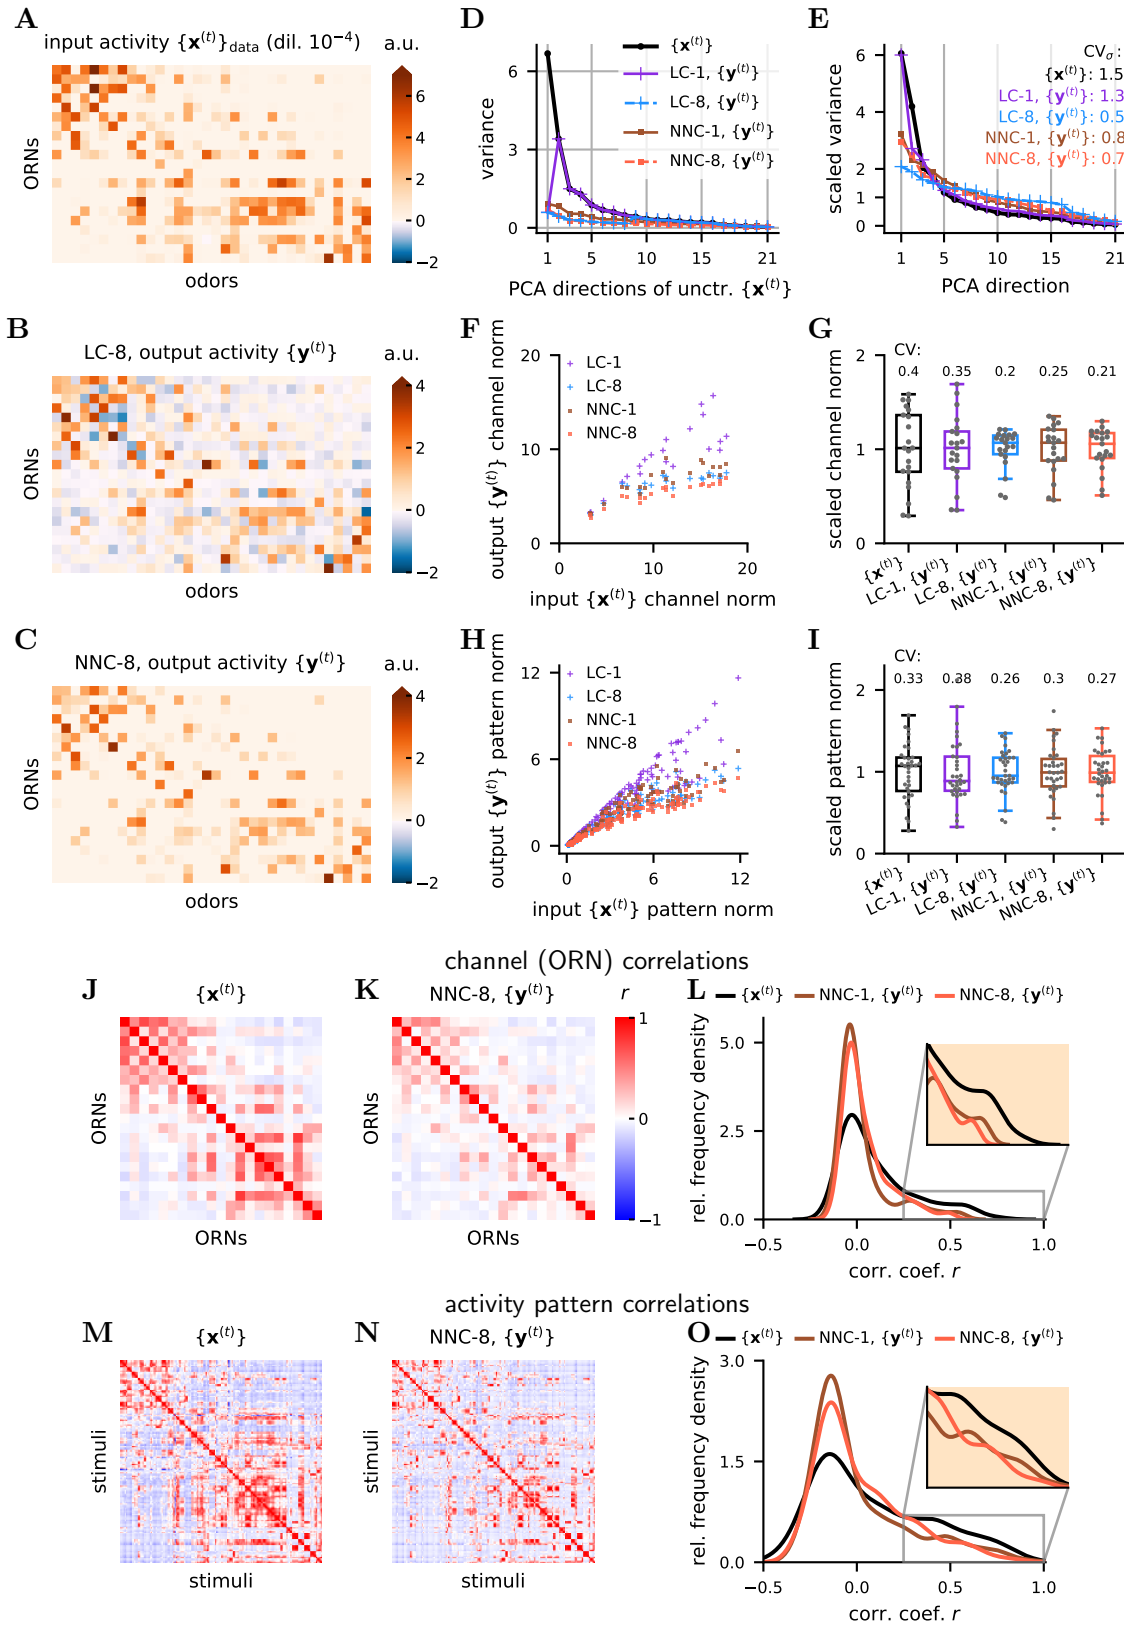 A
input activity {x^(t)}_data (dil. 10^−4)
a.u.
6
4
2
0
−2
ORNs
odors
D
{x^(t)}
LC-1, {y^(t)}
LC-8, {y^(t)}
NNC-1, {y^(t)}
NNC-8, {y^(t)}
variance
6
3
0
1 5 10 15 21
PCA directions of unctr. {x^(t)}
E
CV_σ:
{x^(t)}: 1.5
LC-1, {y^(t)}: 1.3
LC-8, {y^(t)}: 0.5
NNC-1, {y^(t)}: 0.8
NNC-8, {y^(t)}: 0.7
scaled variance
6
4
2
1
0
1 5 10 15 21
PCA direction
B
LC-8, output activity {y^(t)}
a.u.
4
2
0
−2
ORNs
odors
F
LC-1
LC-8
NNC-1
NNC-8
output {y^(t)} channel norm
20
10
0
0 10 20
input {x^(t)} channel norm
G
CV:
0.4 0.35 0.2 0.25 0.21
scaled channel norm
2
1
0
{x^(t)}
LC-1, {y^(t)}
LC-8, {y^(t)}
NNC-1, {y^(t)}
NNC-8, {y^(t)}
C
NNC-8, output activity {y^(t)}
a.u.
4
2
0
−2
ORNs
odors
H
LC-1
LC-8
NNC-1
NNC-8
output {y^(t)} pattern norm
12
6
0
0 6 12
input {x^(t)} pattern norm
I
CV:
0.33 0.38 0.26 0.3 0.27
scaled pattern norm
2
1
0
{x^(t)}
LC-1, {y^(t)}
LC-8, {y^(t)}
NNC-1, {y^(t)}
NNC-8, {y^(t)}
channel (ORN) correlations
J
{x^(t)}
ORNs
ORNs
K
NNC-8, {y^(t)}
r
1
0
−1
ORNs
ORNs
L
{x^(t)} NNC-1, {y^(t)} NNC-8, {y^(t)}
rel. frequency density
5.0
2.5
0.0
−0.5 0.0 0.5 1.0
corr. coef. r
activity pattern correlations
M
{x^(t)}
stimuli
stimuli
N
NNC-8, {y^(t)}
stimuli
stimuli
O
{x^(t)} NNC-1, {y^(t)} NNC-8, {y^(t)}
rel. frequency density
3.0
1.5
0.0
−0.5 0.0 0.5 1.0
corr. coef. r